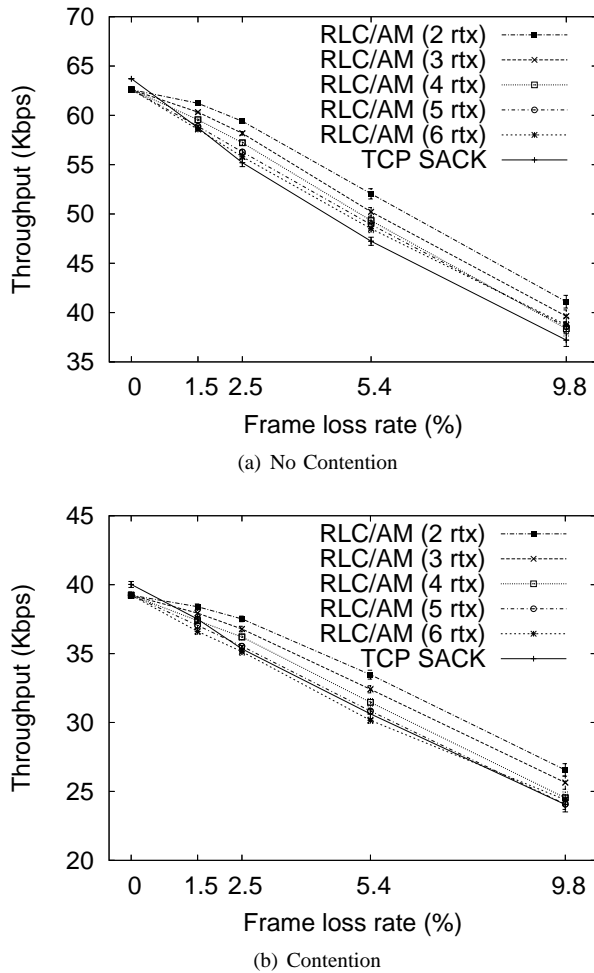 70
65
60
55
50
45
40
35
Throughput (Kbps)
RLC/AM (2 rtx)
RLC/AM (3 rtx)
RLC/AM (4 rtx)
RLC/AM (5 rtx)
RLC/AM (6 rtx)
TCP SACK
0 1.5 2.5 5.4 9.8
Frame loss rate (%)
(a) No Contention
45
40
35
30
25
20
Throughput (Kbps)
RLC/AM (2 rtx)
RLC/AM (3 rtx)
RLC/AM (4 rtx)
RLC/AM (5 rtx)
RLC/AM (6 rtx)
TCP SACK
0 1.5 2.5 5.4 9.8
Frame loss rate (%)
(b) Contention